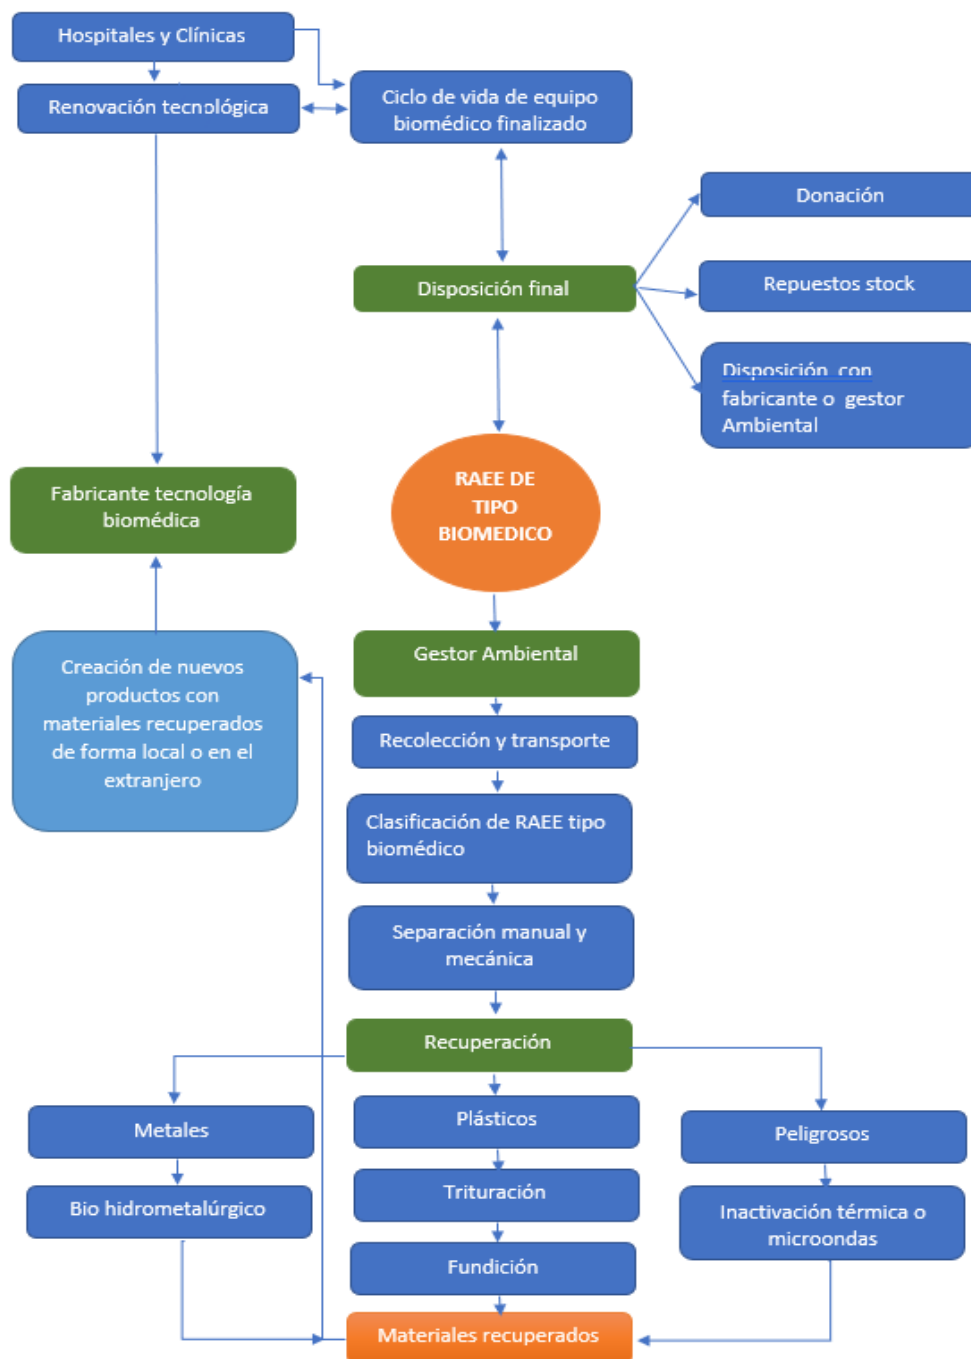 Hospitales y Clínicas
Renovación tecnológica
Ciclo de vida de equipo
biomédico finalizado
Donación
Disposición final
Repuestos stock
Disposición con
fabricante o gestor
Ambiental
RAEE DE
TIPO
BIOMEDICO
Fabricante tecnología
biomédica
Gestor Ambiental
Creación de nuevos
productos con
materiales recuperados
de forma local o en el
extranjero
Recolección y transporte
Clasificación de RAEE tipo
biomédico
Separación manual y
mecánica
Recuperación
Metales
Plásticos
Peligrosos
Bio hidrometalúrgico
Trituración
Inactivación térmica o
microondas
Fundición
Materiales recuperados